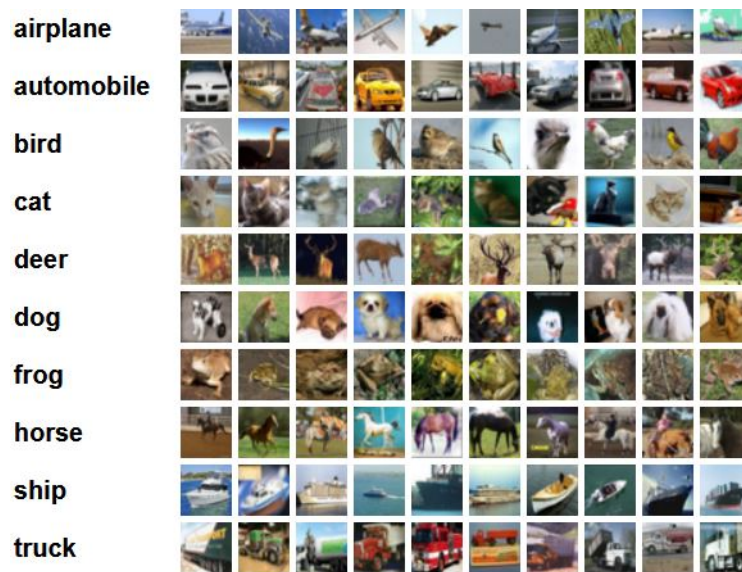 airplane
automobile
bird
cat
deer
dog
frog
horse
ship
truck